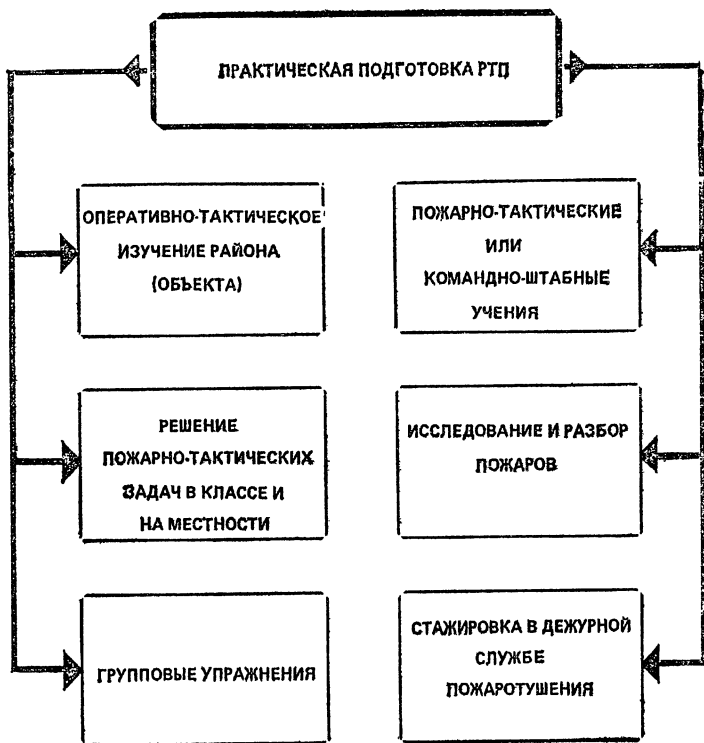 ПРАКТИЧЕСКАЯ ПОДГОТОВКА РТП
ОПЕРАТИВНО-ТАКТИЧЕСКОЕ
ИЗУЧЕНИЕ РАЙОНА
(ОБЪЕКТА)
ПОЖАРНО-ТАКТИЧЕСКИЕ
ИЛИ
КОМАНДНО-ШТАБНЫЕ
УЧЕНИЯ
РЕШЕНИЕ
ПОЖАРНО-ТАКТИЧЕСКИХ
ЗАДАЧ В КЛАССЕ И
НА МЕСТНОСТИ
ИССЛЕДОВАНИЕ И РАЗБОР
ПОЖАРОВ
ГРУППОВЫЕ УПРАЖНЕНИЯ
СТАЖИРОВКА В ДЕЖУРНОЙ
СЛУЖБЕ
ПОЖАРОТУШЕНИЯ